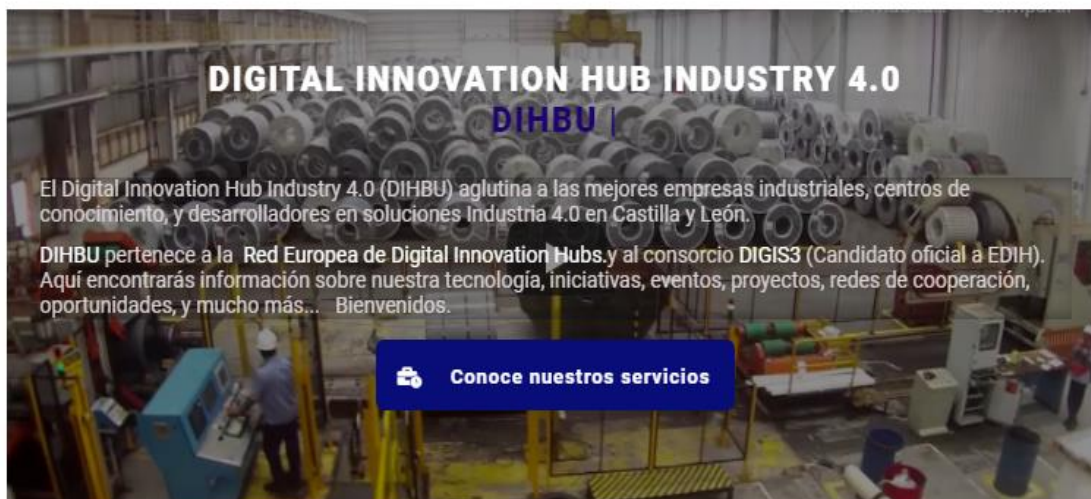 DIGITAL INNOVATION HUB INDUSTRY 4.0
DIHBU |
El Digital Innovation Hub Industry 4.0 (DIHBU) aglutina a las mejores empresas industriales, centros de
conocimiento, y desarrolladores en soluciones Industria 4.0 en Castilla y León.
DIHBU pertenece a la Red Europea de Digital Innovation Hubs.y al consorcio DIGIS3 (Candidato oficial a EDIH).
Aquí encontrarás información sobre nuestra tecnología, iniciativas, eventos, proyectos, redes de cooperación,
oportunidades, y mucho más... Bienvenidos.
Conoce nuestros servicios